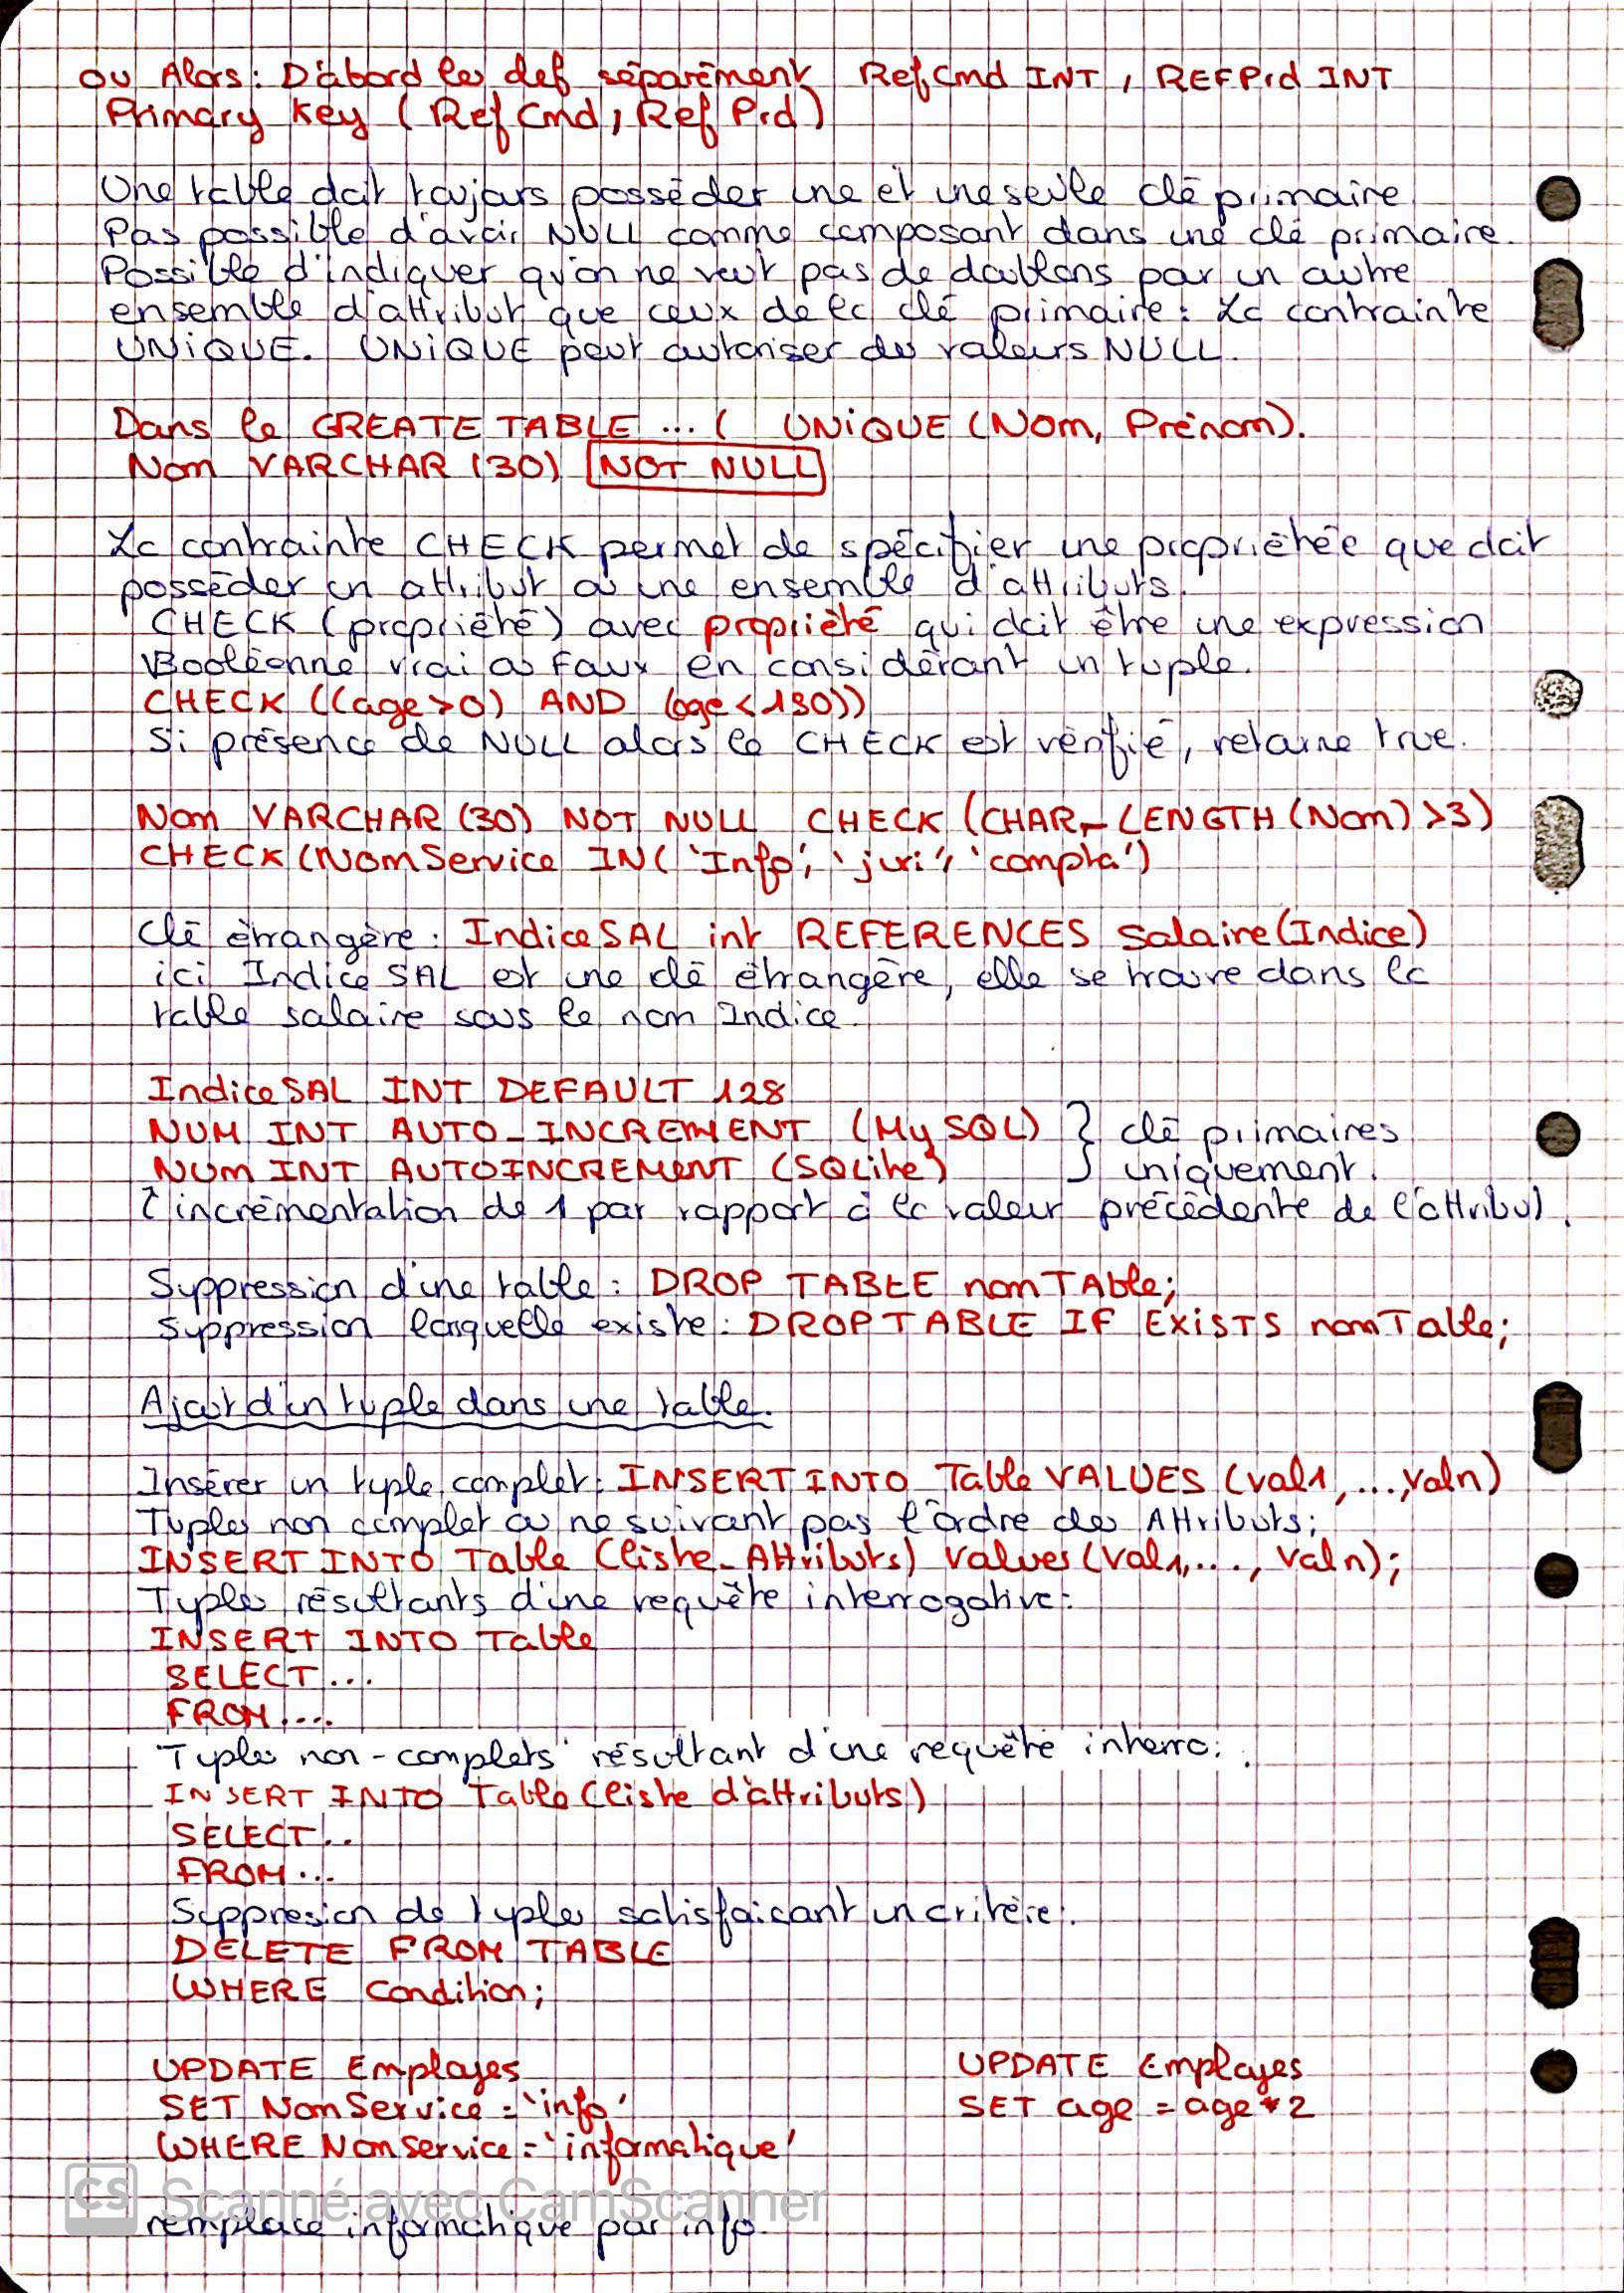 ou Alors : D'abord les def séparément RefCmd INT , REFPrd INT
Primary Key ( Ref Cmd , Ref Prd )
Une table doit toujours posséder une et une seule clé primaire
Pas possible d'avoir NULL comme composant dans une clé primaire.
Possible d'indiquer qu'on ne veut pas de doublons par un autre
ensemble d'attribut que ceux de la clé primaire : La contrainte
UNIQUE. UNIQUE peut autoriser des valeurs NULL.
Dans le CREATE TABLE ... ( UNIQUE (Nom, Prénom).
Nom VARCHAR (30) NOT NULL
La contrainte CHECK permet de spécifier une propriétée que doit
posséder un attribut ou une ensemble d'attributs.
CHECK (propriété) avec propriété qui doit être une expression
Booléenne vrai ou Faux en considérant un tuple.
CHECK ((age>0) AND (age<130))
Si présence de NULL alors le CHECK est vérifié, retourne true.
Nom VARCHAR (30) NOT NULL CHECK (CHAR_LENGTH (Nom) >3)
CHECK (NomService IN( 'Info', 'juri', 'compta')
Clé étrangère : IndiceSAL int REFERENCES Salaire(Indice)
ici Indice SAL est une clé étrangère, elle se trouve dans la
table salaire sous le nom Indice.
IndiceSAL INT DEFAULT 128
NUM INT AUTO_INCREMENT (MySQL) } clé primaires
NUM INT AUTOINCREMENT (SQLite) uniquement.
incrémentation de 1 par rapport à la valeur précédente de l'attribut.
Suppression d'une table : DROP TABLE nomTAble;
Suppression lorsquelle existe : DROP TABLE IF EXISTS nomTable;
Ajout d'un tuple dans une table.
Insérer un tuple complet : INSERT INTO Table VALUES (val1, ..., valn)
Tuples non complet ou ne suivant pas l'ordre des Attributs :
INSERT INTO Table (liste_Attributs) Values (val1, ..., valn);
Tuples résultants d'une requête interrogative :
INSERT INTO Table
SELECT ...
FROM ....
Tuples non-complets résultant d'une requête interro :
INSERT INTO Table (liste d'attributs)
SELECT ..
FROM ...
Suppresion de tuples satisfaisant un critère :
DELETE FROM TABLE
WHERE Condition;
UPDATE Employes
SET NomService = 'info'
WHERE Nomservice = 'informatique'
UPDATE Employes
SET age = age * 2
CS Scanné avec CamScanner
remplace informatique par info